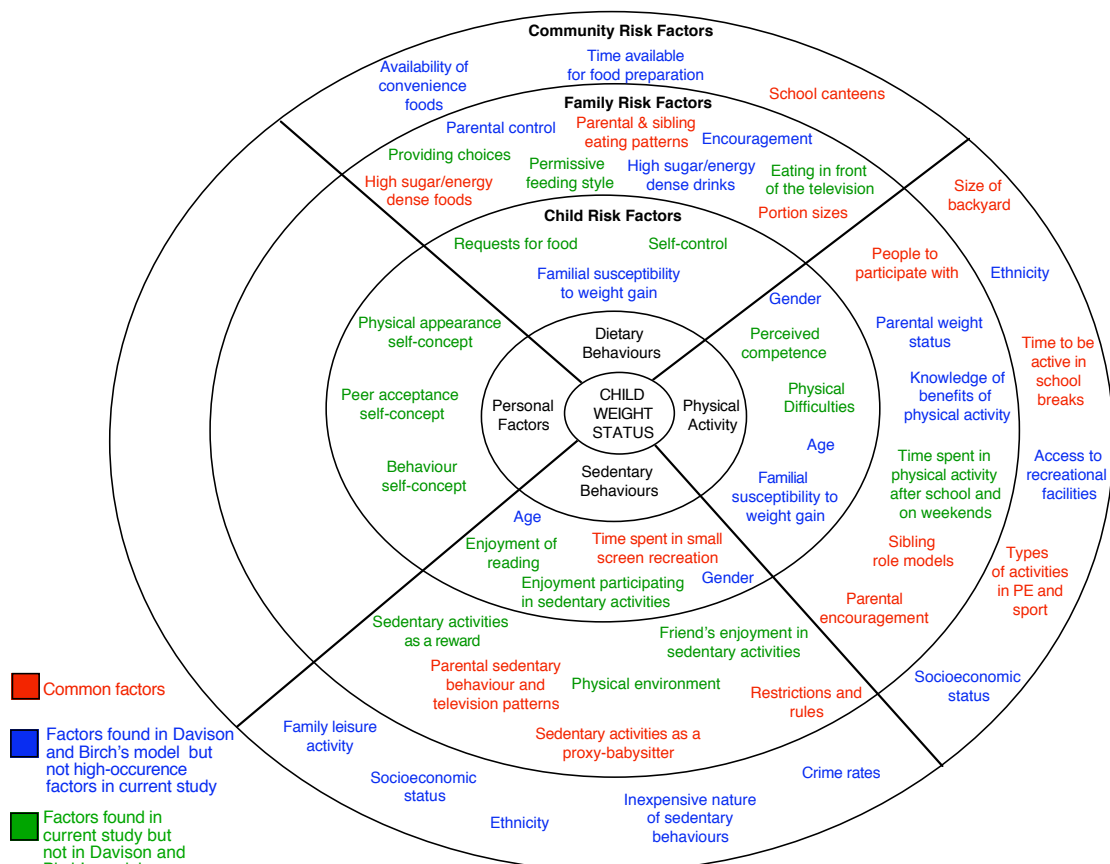 Community Risk Factors
Time available
for food preparation
Availability of
convenience
foods
School canteens
Family Risk Factors
Parental control
Parental & sibling
eating patterns
Encouragement
Providing choices
Permissive
feeding style
High sugar/energy
dense drinks
Eating in front
of the television
High sugar/energy
dense foods
Portion sizes
Child Risk Factors
Requests for food
Self-control
Familial susceptibility
to weight gain
Dietary
Behaviours
CHILD
WEIGHT
STATUS
Personal
Factors
Physical
Activity
Sedentary
Behaviours
Physical appearance
self-concept
Peer acceptance
self-concept
Behaviour
self-concept
Gender
Perceived
competence
Physical
Difficulties
Age
Familial
susceptibility to
weight gain
People to
participate with
Parental weight
status
Knowledge of
benefits of
physical activity
Time spent in
physical activity
after school and
on weekends
Sibling
role models
Parental
encouragement
Size of
backyard
Ethnicity
Time to be
active in
school
breaks
Access to
recreational
facilities
Types
of activities
in PE and
sport
Socioeconomic
status
Age
Enjoyment of
reading
Time spent in small
screen recreation
Enjoyment participating
in sedentary activities
Gender
Sedentary activities
as a reward
Friend's enjoyment in
sedentary activities
Parental sedentary
behaviour and
television patterns
Physical environment
Restrictions and
rules
Sedentary activities as a
proxy-babysitter
Family leisure
activity
Socioeconomic
status
Ethnicity
Inexpensive nature
of sedentary
behaviours
Crime rates
Common factors
Factors found in Davison
and Birch's model but
not high-occurence
factors in current study
Factors found in
current study but
not in Davison and